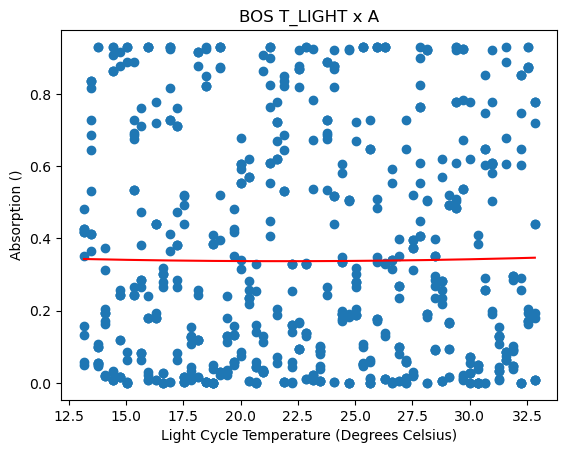 BOS T_LIGHT x A
Absorption ()
0.8
0.6
0.4
0.2
0.0
12.5 15.0 17.5 20.0 22.5 25.0 27.5 30.0 32.5
Light Cycle Temperature (Degrees Celsius)